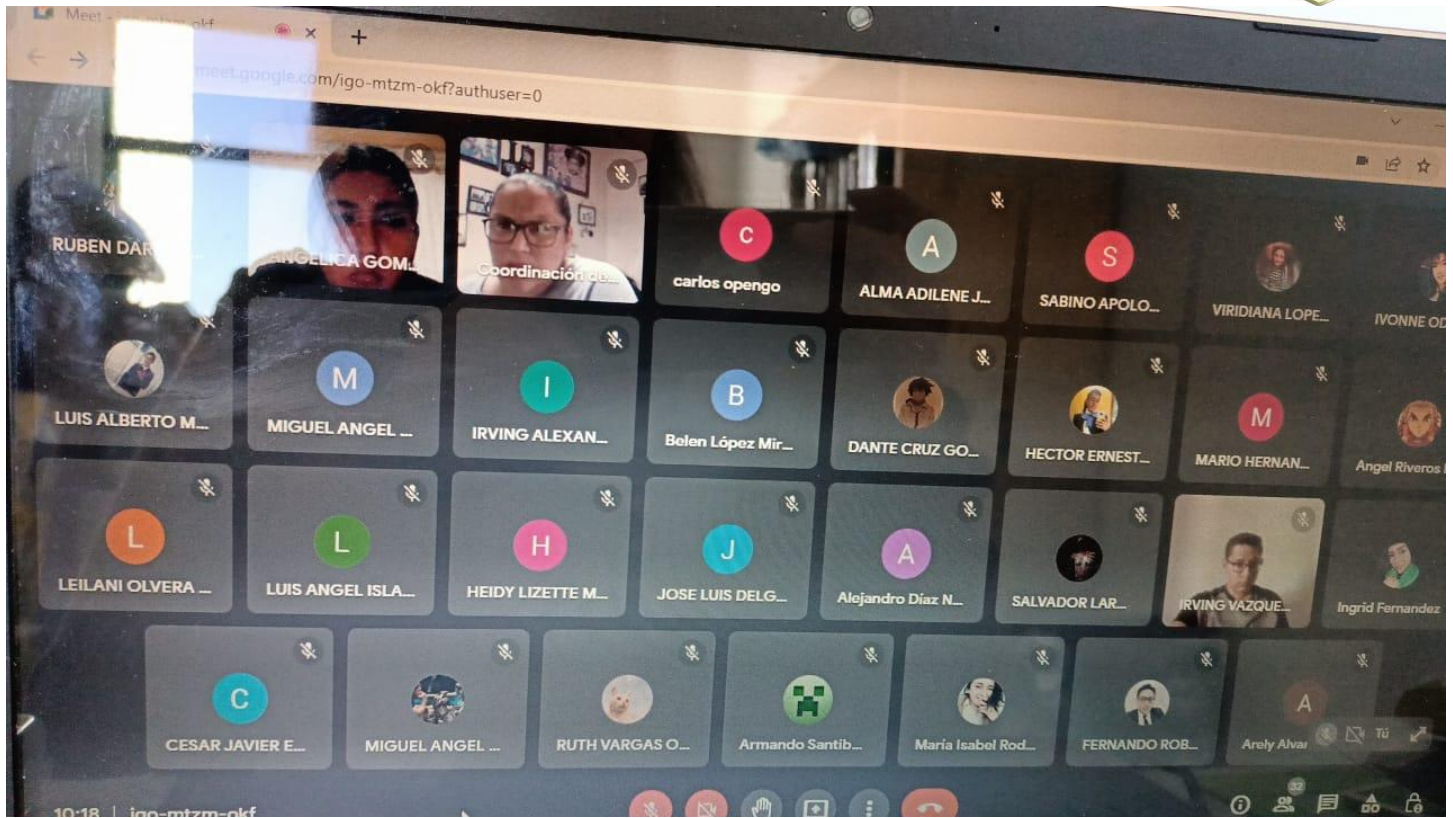 Meet - igo-mtzm-okf
meet.google.com/igo-mtzm-okf?authuser=0
RUBEN DAR
ANGELICA GOM...
Coordinación de...
C
carlos opengo
A
ALMA ADILENE J...
S
SABINO APOLO...
VIRIDIANA LOPE...
IVONNE OD
LUIS ALBERTO M...
M
MIGUEL ANGEL ...
I
IRVING ALEXAN...
B
Belen López Mir...
DANTE CRUZ GO...
HECTOR ERNEST...
M
MARIO HERNAN...
Angel Riveros
L
LEILANI OLVERA ...
L
LUIS ANGEL ISLA...
H
HEIDY LIZETTE M...
J
JOSE LUIS DELG...
A
Alejandro Díaz N...
SALVADOR LAR...
IRVING VAZQUE...
Ingrid Fernandez
C
CESAR JAVIER E...
MIGUEL ANGEL ...
RUTH VARGAS O...
Armando Santib...
María Isabel Rod...
FERNANDO ROB...
A
Arely Alvar
Tú
32
10:18 | igo-mtzm-okf